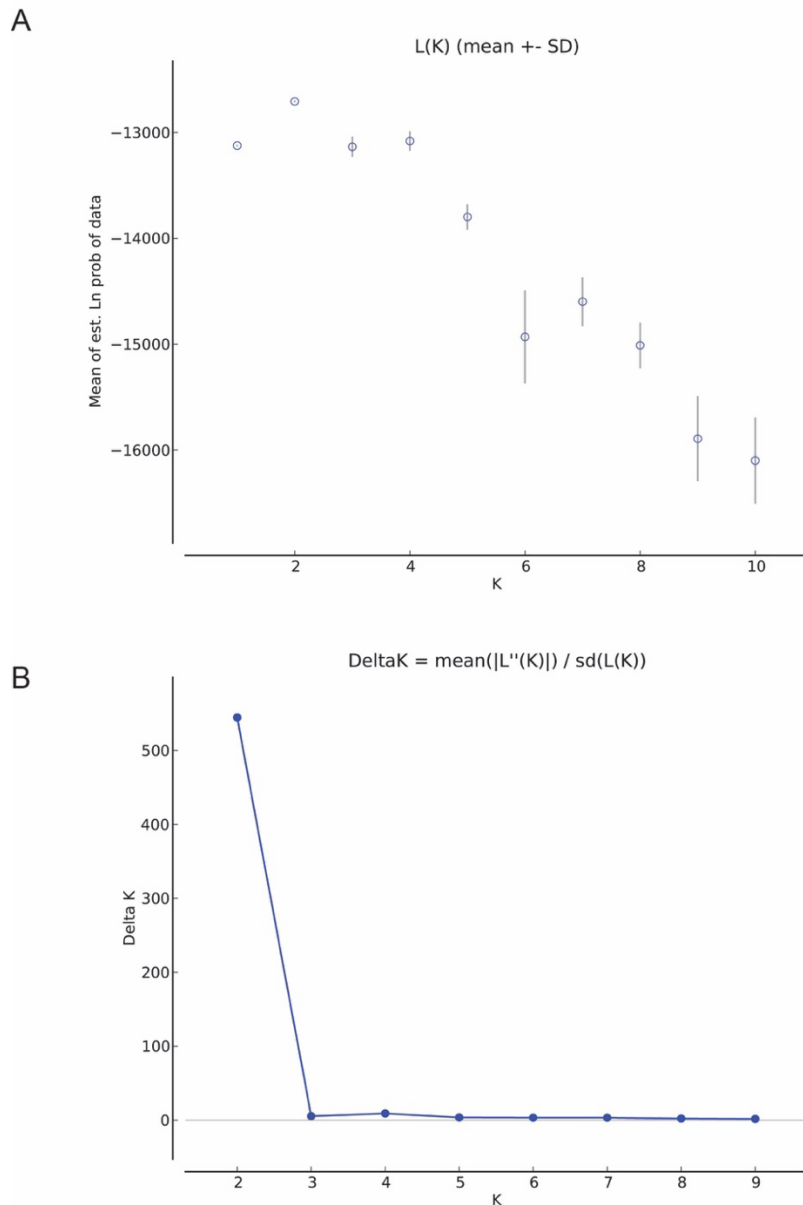 A
L(K) (mean +- SD)
Mean of est. Ln prob of data
−13000
−14000
−15000
−16000
2 4 6 8 10
K
B
DeltaK = mean(|L''(K)|) / sd(L(K))
Delta K
500
400
300
200
100
0
2 3 4 5 6 7 8 9
K